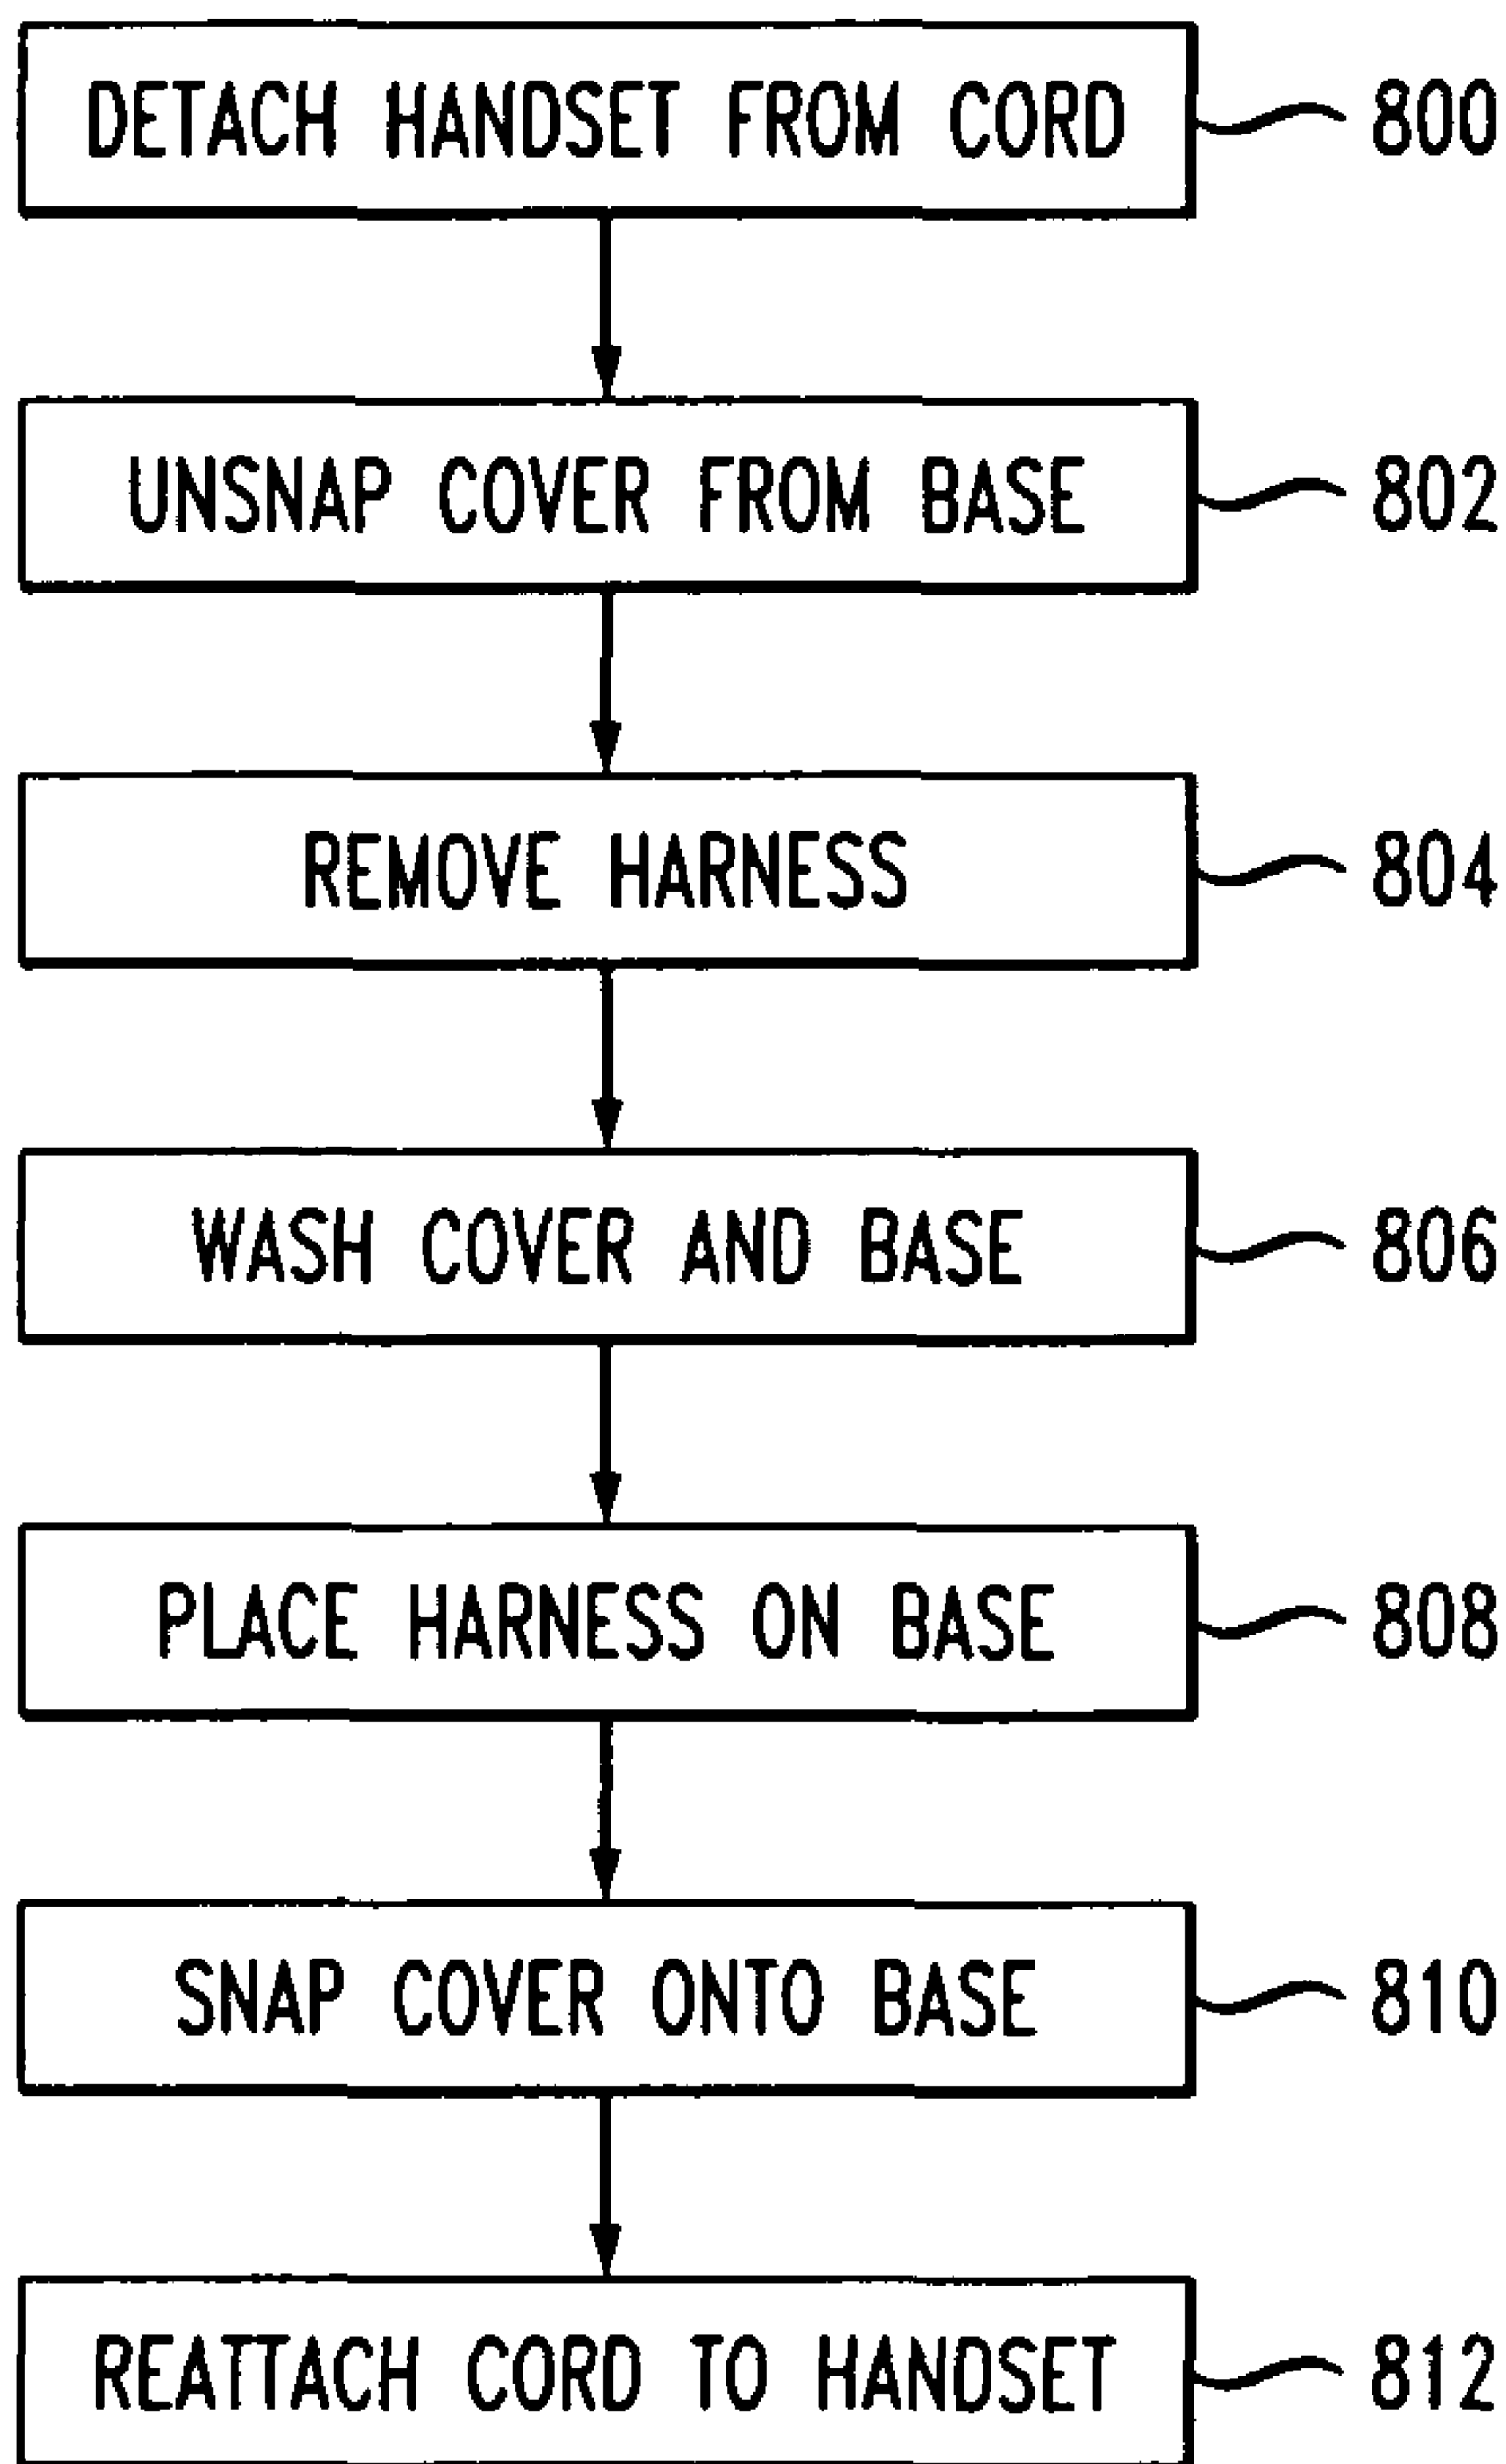 DETACH HANDSET FROM CORD 800
UNSNAP COVER FROM BASE 802
REMOVE HARNESS 804
WASH COVER AND BASE 806
PLACE HARNESS ON BASE 808
SNAP COVER ONTO BASE 810
REATTACH CORD TO HANDSET 812